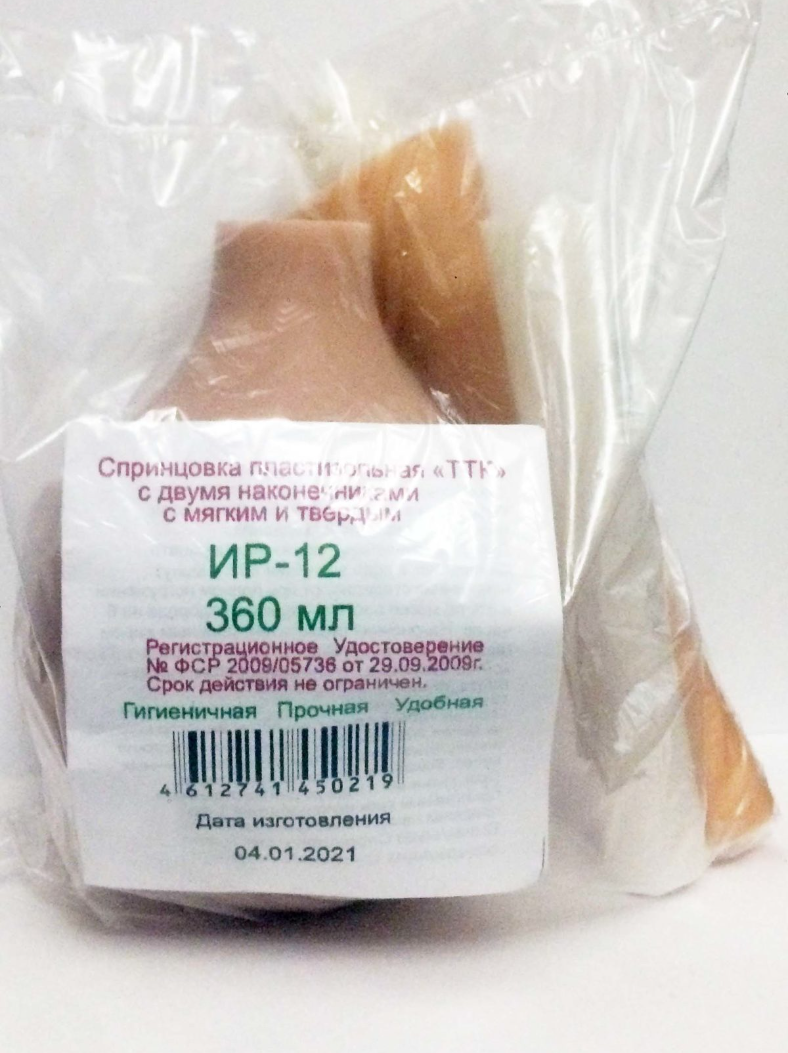 Спринцовка пластизольная «ТТК»
с двумя наконечниками
с мягким и твердым
ИР-12
360 мл
Регистрационное Удостоверение
№ ФСР 2009/05736 от 29.09.2009г.
Срок действия не ограничен.
Гигиеничная Прочная Удобная
4 612741 450219
Дата изготовления
04.01.2021